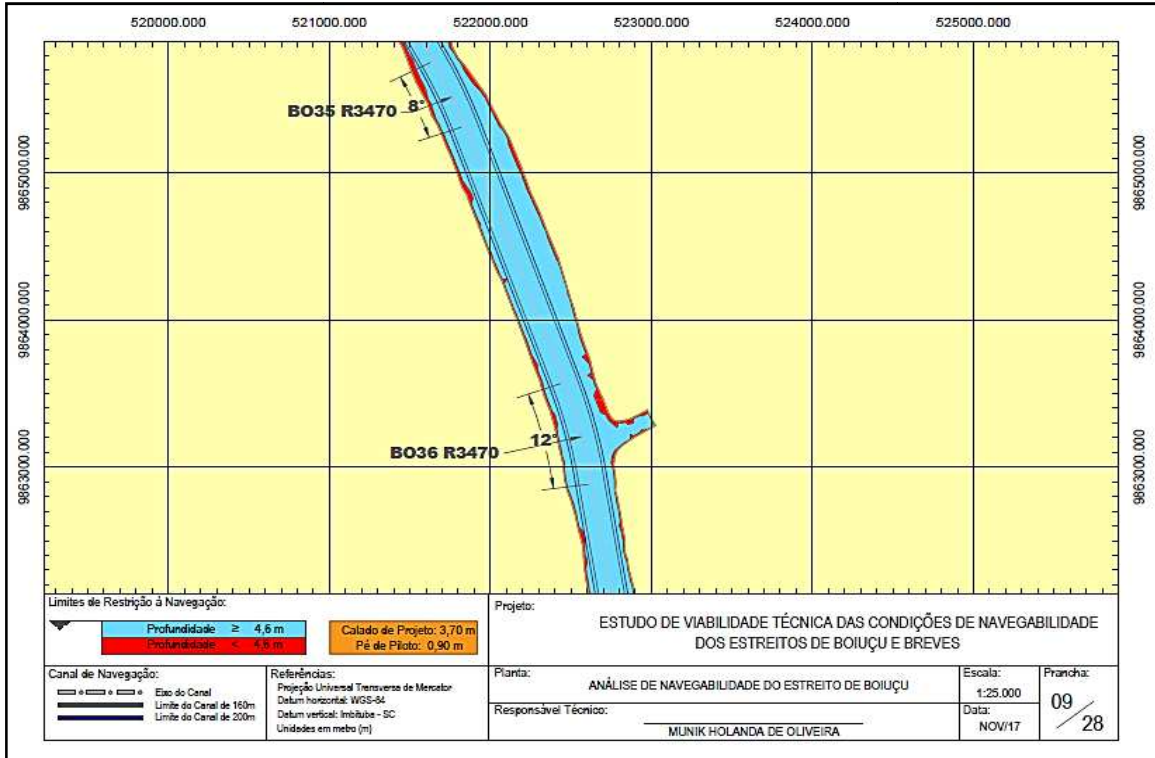 520000.000 521000.000 522000.000 523000.000 524000.000 525000.000
9865000.000 9865000.000
9864000.000 9864000.000
9863000.000 9863000.000
BO35 R3470 8°
BO36 R3470 12°
Limites de Restrição à Navegação:
Profundidade ≥ 4,6 m
Profundidade < 4,6 m
Calado de Projeto: 3,70 m
Pé de Piloto: 0,90 m
Projeto:
ESTUDO DE VIABILIDADE TÉCNICA DAS CONDIÇÕES DE NAVEGABILIDADE
DOS ESTREITOS DE BOIUÇU E BREVES
Canal de Navegação:
Eixo do Canal
Limite do Canal de 160m
Limite do Canal de 200m
Referências:
Projeção Universal Transversa de Mercator
Datum horizontal: WGS-84
Datum vertical: Imbituba - SC
Unidades em metro (m)
Planta:
ANÁLISE DE NAVEGABILIDADE DO ESTREITO DE BOIUÇU
Responsável Técnico:
MUNIK HOLANDA DE OLIVEIRA
Escala:
1:25.000
Data:
NOV/17
Prancha:
09/28